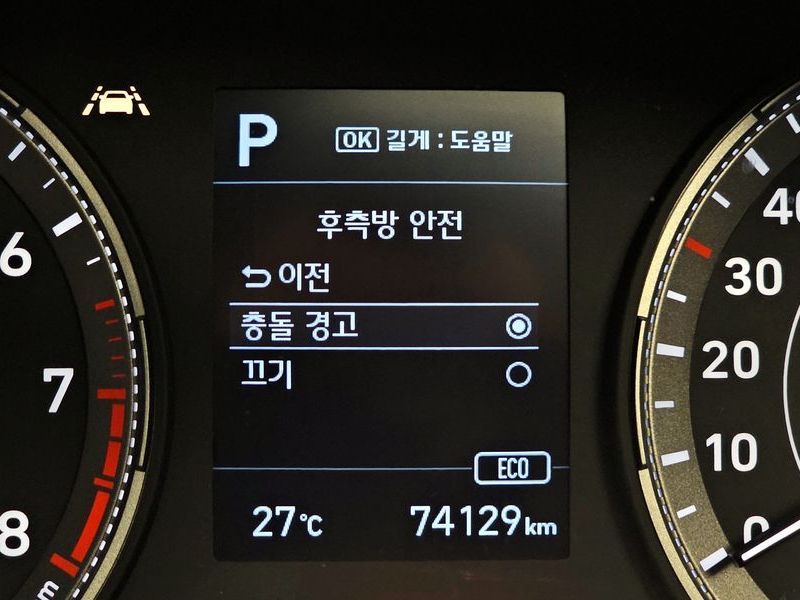 P
OK 길게 : 도움말
후측방 안전
이전
충돌 경고
끄기
ECO
27℃
74129km
6
7
8
30
20
10
0